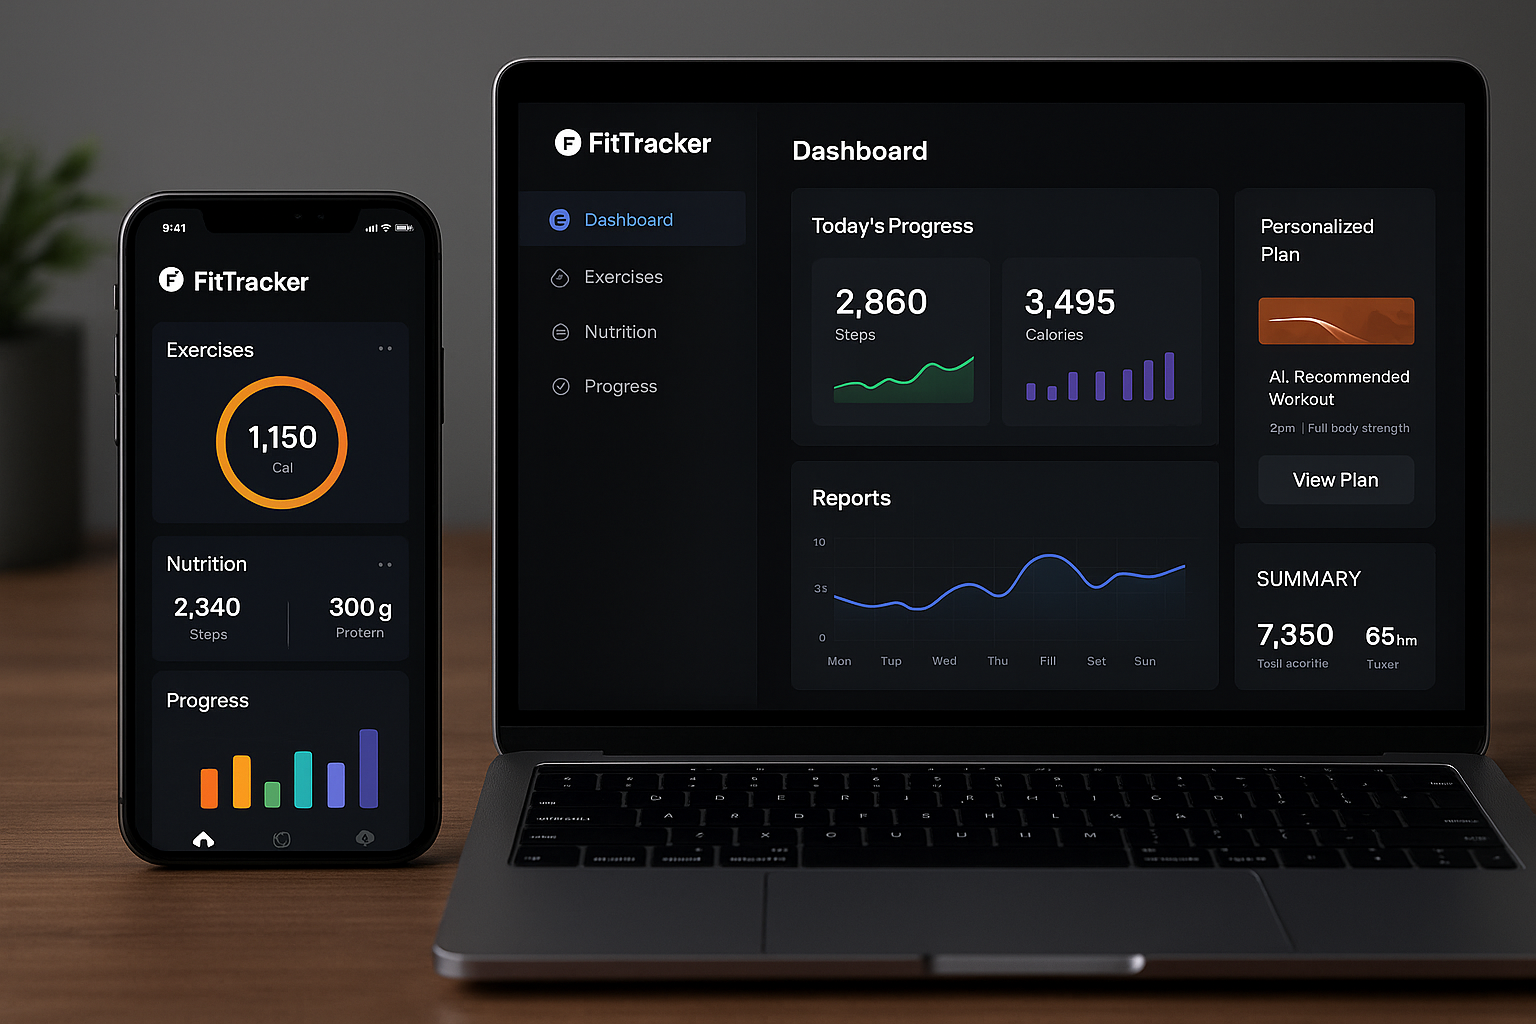 9:41
FitTracker
Exercises
1,150
Cal
Nutrition
2,340
Steps
300 g
Protern
Progress
FitTracker
Dashboard
Exercises
Nutrition
Progress
Dashboard
Today's Progress
2,860
Steps
3,495
Calories
Reports
10
3s
0
Mon Tup Wed Thu Fill Set Sun
Personalized
Plan
AI. Recommended
Workout
2pm | Full body strength
View Plan
SUMMARY
7,350
Tosll acoritie
65hm
Tuxer